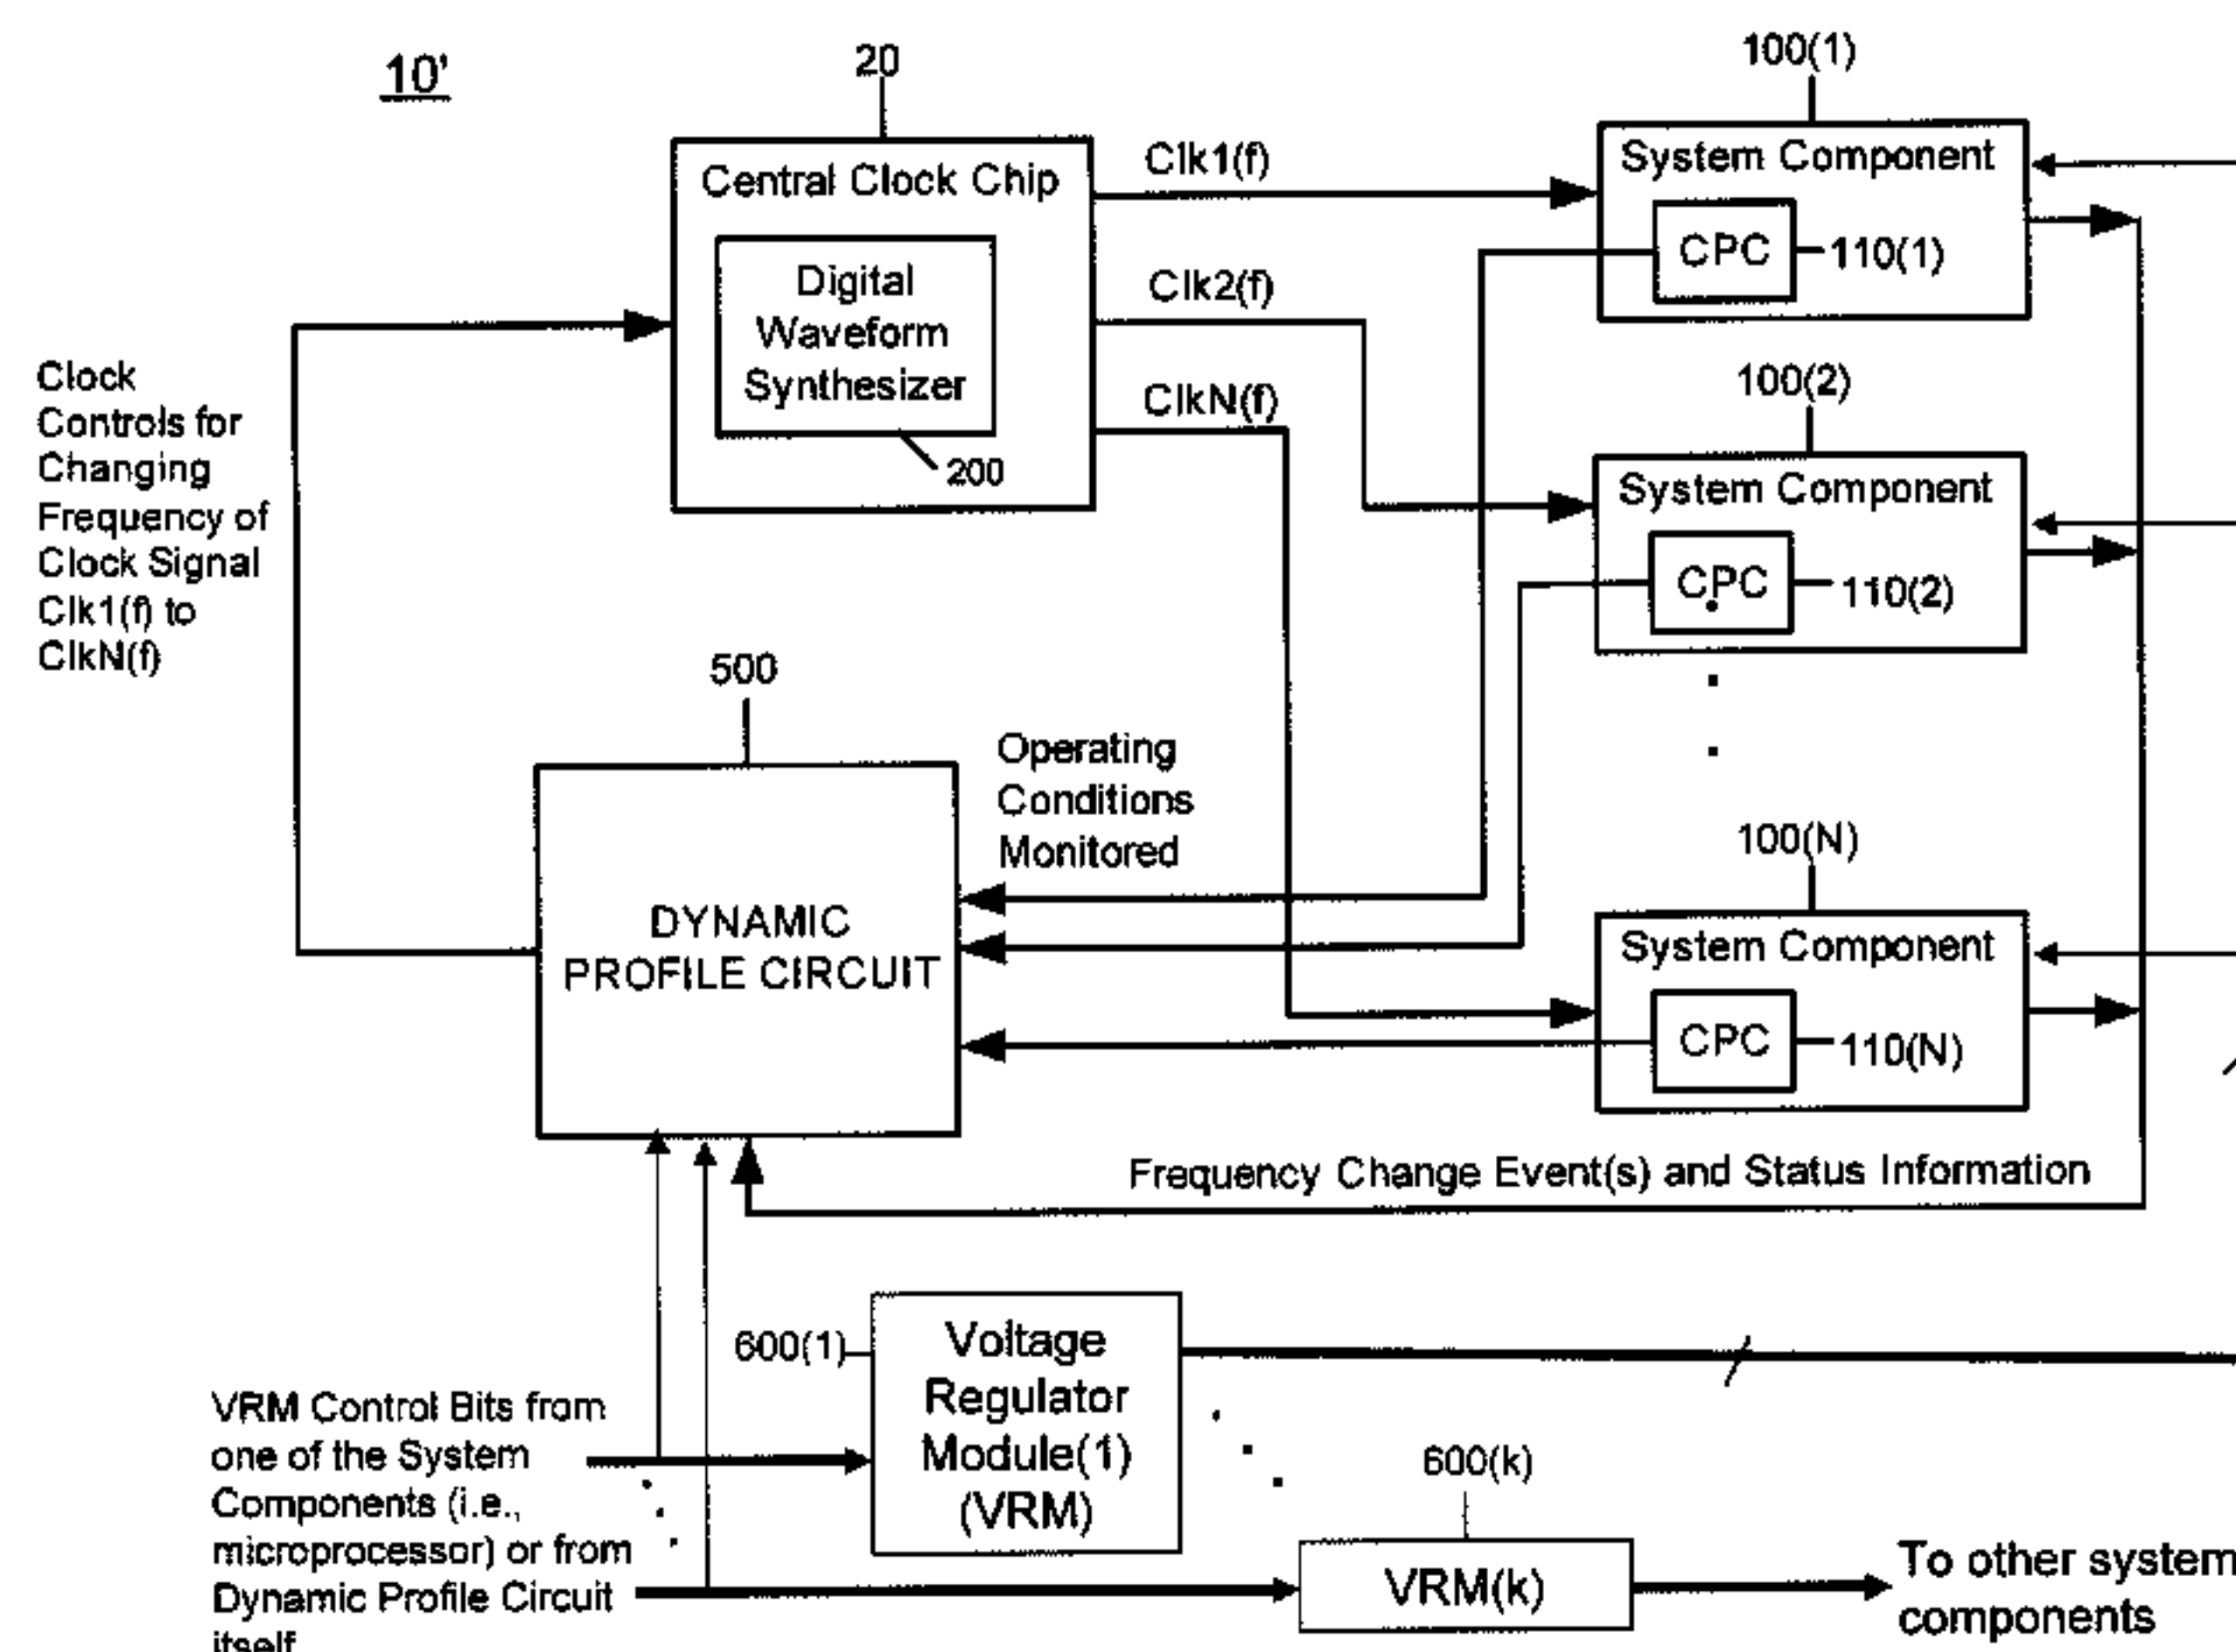 10'
20
100(1)
Central Clock Chip
Digital
Waveform
Synthesizer
200
Clk1(f)
Clk2(f)
ClkN(f)
System Component
CPC
110(1)
100(2)
System Component
CPC
110(2)
Clock
Controls for
Changing
Frequency of
Clock Signal
Clk1(f) to
ClkN(f)
500
Operating
Conditions
Monitored
DYNAMIC
PROFILE CIRCUIT
100(N)
System Component
CPC
110(N)
Frequency Change Event(s) and Status Information
600(1)
Voltage
Regulator
Module(1)
(VRM)
VRM Control Bits from
one of the System
Components (i.e.,
microprocessor) or from
Dynamic Profile Circuit
itself
600(k)
VRM(k)
To other system
components